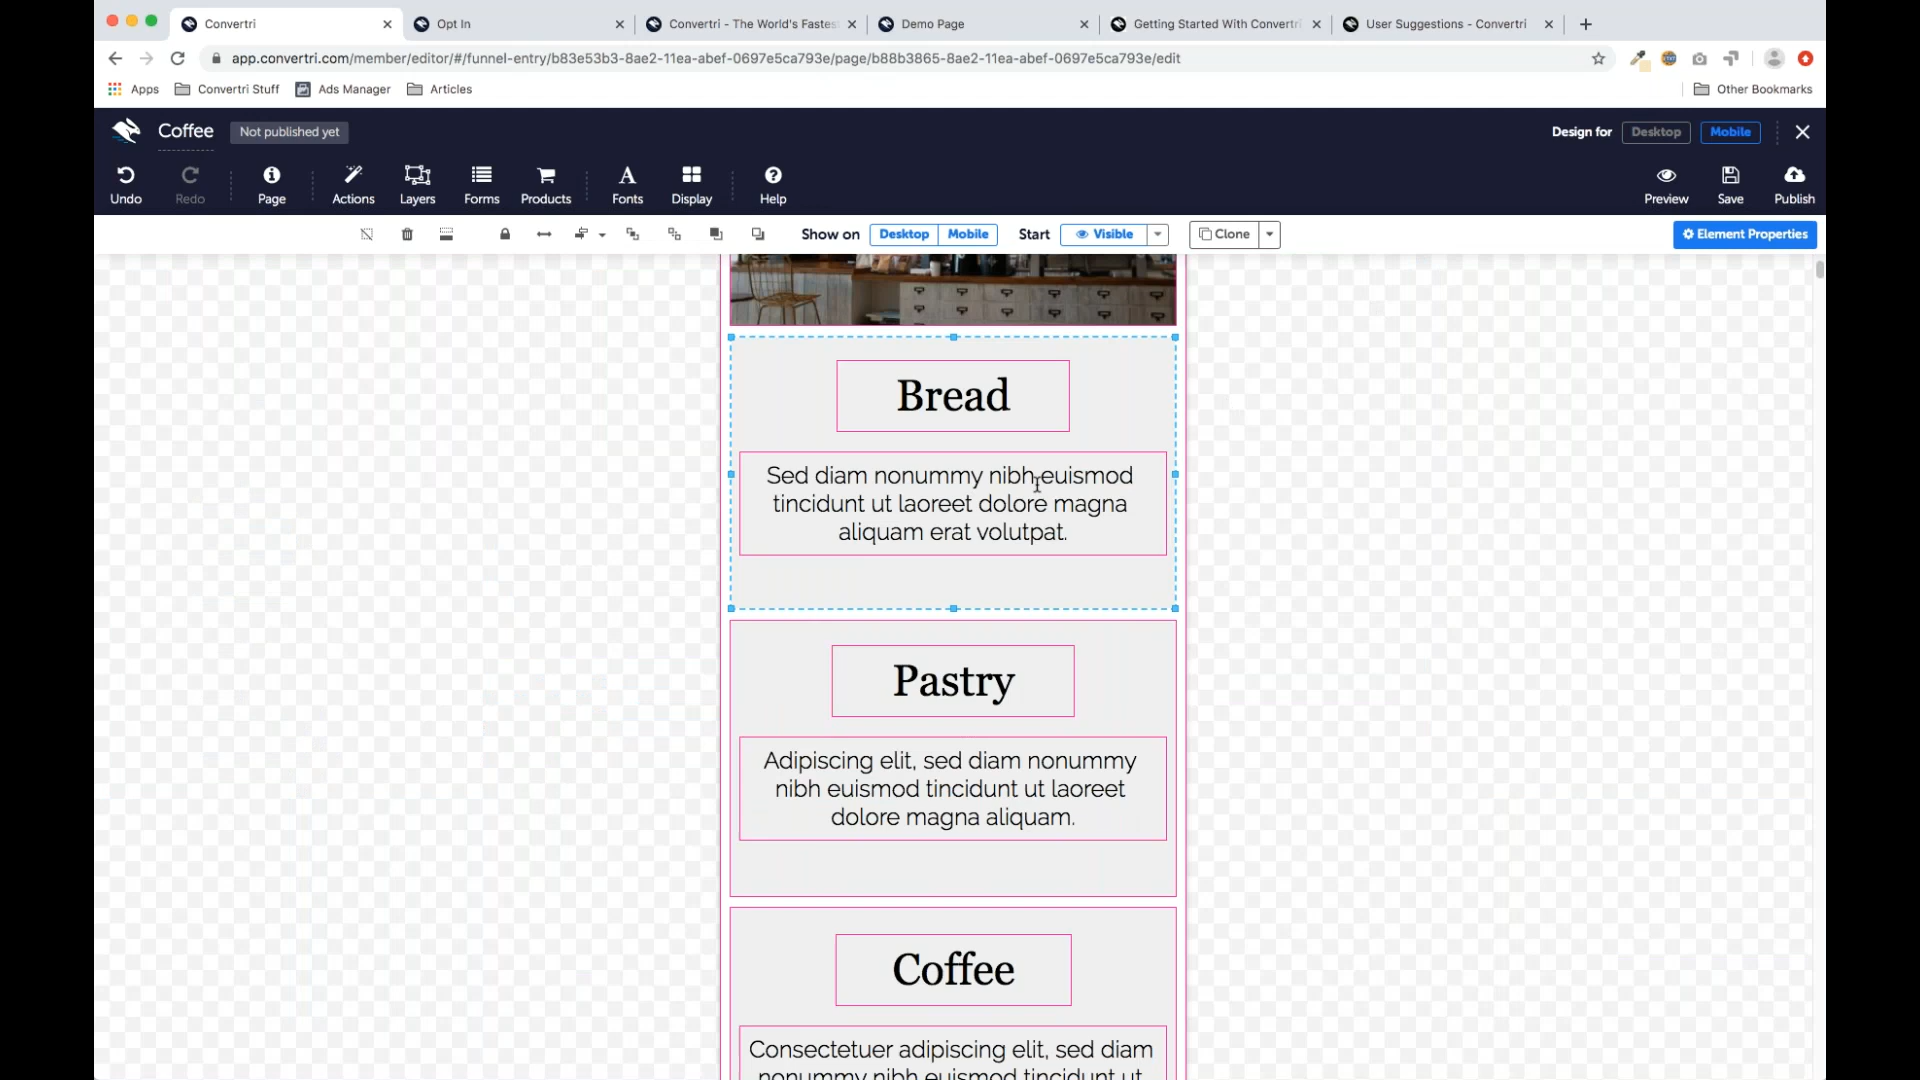 Convertri
Opt In
Convertri - The World's Fastes
Demo Page
Getting Started With Convertri
User Suggestions - Convertri
app.convertri.com/member/editor/#/funnel-entry/b83e53b3-8ae2-11ea-abef-0697e5ca793e/page/b88b3865-8ae2-11ea-abef-0697e5ca793e/edit
Apps
Convertri Stuff
Ads Manager
Articles
Other Bookmarks
Coffee
Not published yet
Design for
Desktop
Mobile
Undo
Redo
Page
Actions
Layers
Forms
Products
Fonts
Display
Help
Preview
Save
Publish
Show on
Desktop
Mobile
Start
Visible
Clone
Element Properties
Bread
Sed diam nonummy nibh euismod
tincidunt ut laoreet dolore magna
aliquam erat volutpat.
Pastry
Adipiscing elit, sed diam nonummy
nibh euismod tincidunt ut laoreet
dolore magna aliquam.
Coffee
Consectetuer adipiscing elit, sed diam
nonummy nibh euismod tincidunt ut